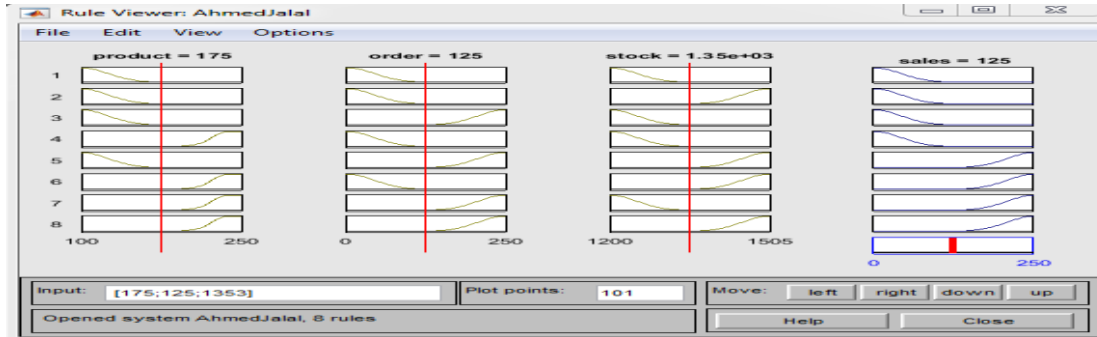 Rule Viewer: AhmedJalal
File Edit View Options
product = 175 order = 125 stock = 1.35e+03 sales = 125
1
2
3
4
5
6
7
8
100 250 0 250 1200 1505
0 250
Input: [175;125;1353] Plot points: 101 Move: left right down up
Opened system AhmedJalal, 8 rules Help Close